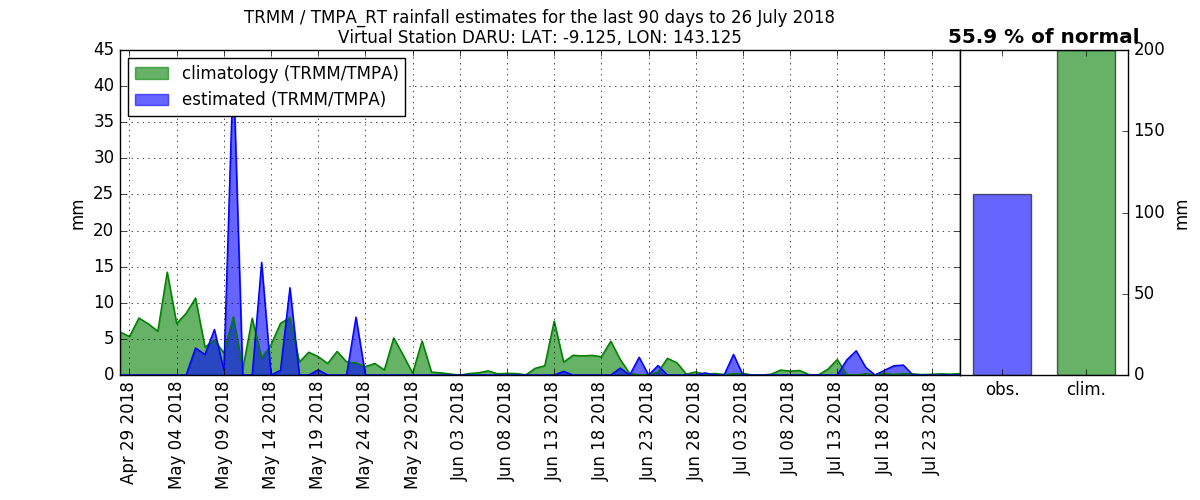 TRMM / TMPA_RT rainfall estimates for the last 90 days to 26 July 2018
Virtual Station DARU: LAT: -9.125, LON: 143.125
55.9 % of normal
climatology (TRMM/TMPA)
estimated (TRMM/TMPA)
mm
45
40
35
30
25
20
15
10
5
0
Apr 29 2018
May 04 2018
May 09 2018
May 14 2018
May 19 2018
May 24 2018
May 29 2018
Jun 03 2018
Jun 08 2018
Jun 13 2018
Jun 18 2018
Jun 23 2018
Jun 28 2018
Jul 03 2018
Jul 08 2018
Jul 13 2018
Jul 18 2018
Jul 23 2018
obs.
clim.
200
150
100
50
0
mm